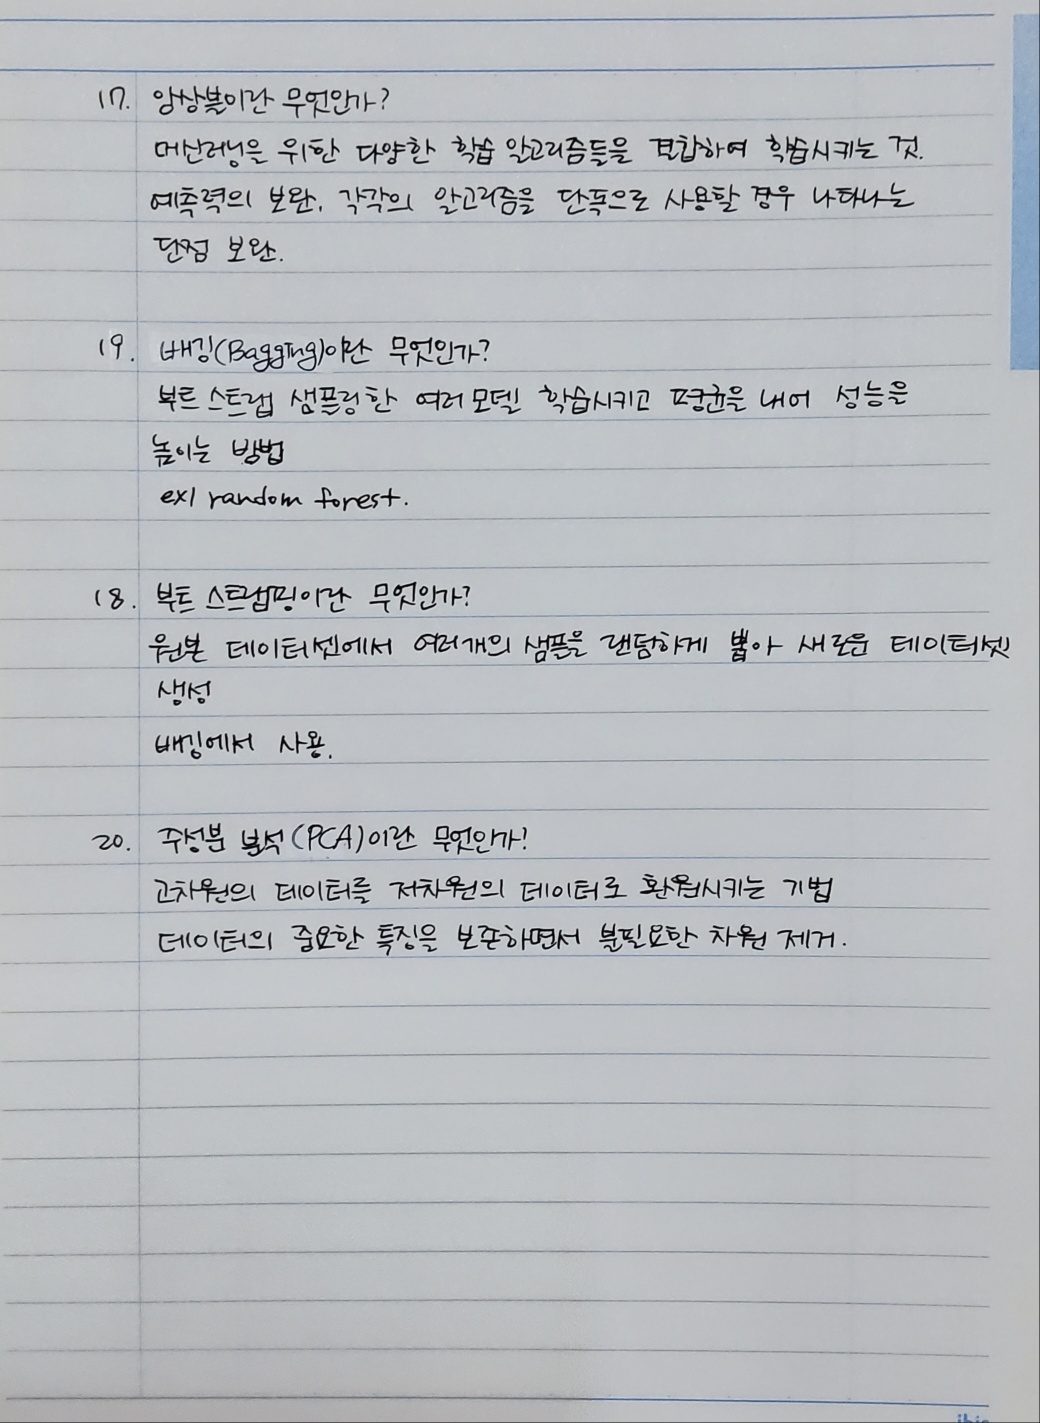 17. 앙상블이란 무엇인가?
머신러닝을 위한 다양한 학습 알고리즘들을 결합하여 학습시키는 것.
예측력의 보완. 각각의 알고리즘을 단독으로 사용할 경우 나타나는
단점 보완.
19. 배깅(Bagging)이란 무엇인가?
부트스트랩 샘플링한 여러모델 학습시키고 평균을 내어 성능을
높이는 방법
ex) random forest.
18. 부트스트랩핑이란 무엇인가?
원본 데이터셋에서 여러개의 샘플을 랜덤하게 뽑아 새로운 데이터셋
생성
배깅에서 사용.
20. 주성분 분석(PCA)이란 무엇인가?
고차원의 데이터를 저차원의 데이터로 환원시키는 기법
데이터의 중요한 특징을 보존하면서 불필요한 차원 제거.